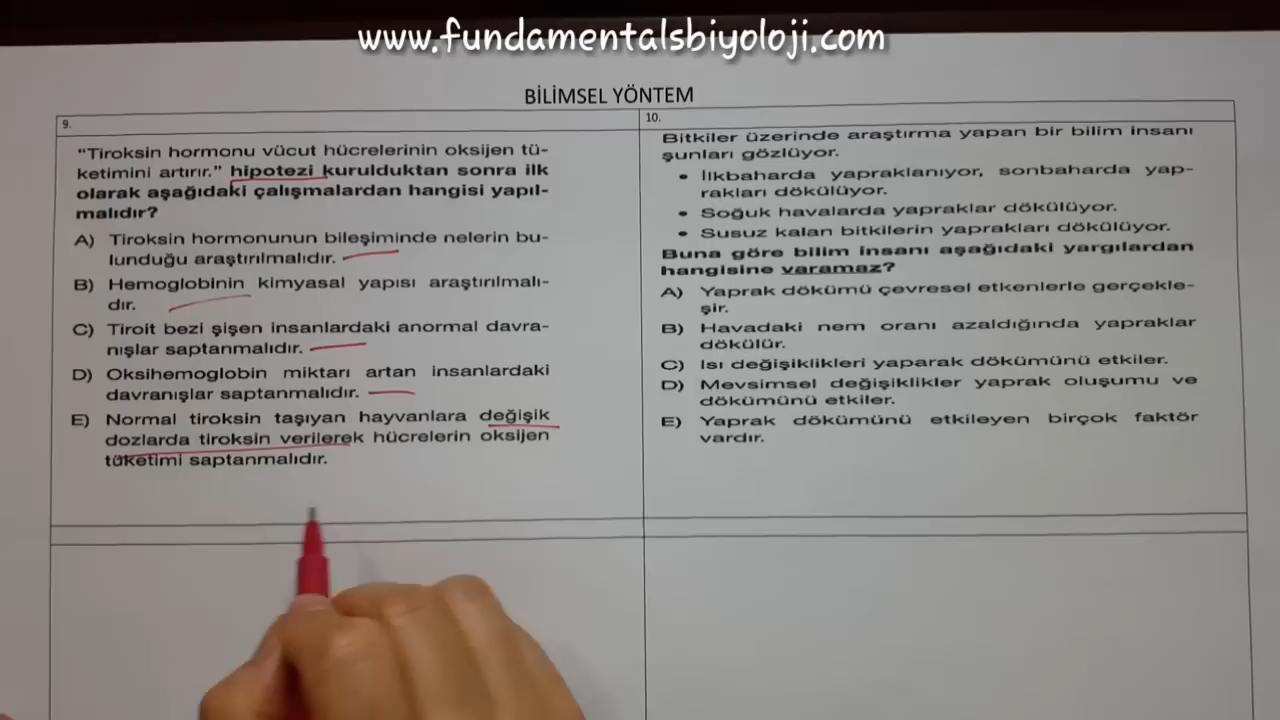 www.fundamentalsbiyoloji.com
BİLİMSEL YÖNTEM
9.
"Tiroksin hormonu vücut hücrelerinin oksijen tü-
ketimini artırır." hipotezi kurulduktan sonra ilk
olarak aşağıdaki çalışmalardan hangisi yapıl-
malıdır?
A) Tiroksin hormonunun bileşiminde nelerin bu-
lunduğu araştırılmalıdır.
B) Hemoglobinin kimyasal yapısı araştırılmalı-
dır.
C) Tiroit bezi şişen insanlardaki anormal davra-
nışlar saptanmalıdır.
D) Oksihemoglobin miktarı artan insanlardaki
davranışlar saptanmalıdır.
E) Normal tiroksin taşıyan hayvanlara değişik
dozlarda tiroksin verilerek hücrelerin oksijen
tüketimi saptanmalıdır.
10.
Bitkiler üzerinde araştırma yapan bir bilim insanı
şunları gözlüyor.
• İlkbaharda yapraklanıyor, sonbaharda yap-
rakları dökülüyor.
• Soğuk havalarda yapraklar dökülüyor.
• Susuz kalan bitkilerin yaprakları dökülüyor.
Buna göre bilim insanı aşağıdaki yargılardan
hangisine varamaz?
A) Yaprak dökümü çevresel etkenlerle gerçekle-
şir.
B) Havadaki nem oranı azaldığında yapraklar
dökülür.
C) Isı değişiklikleri yaparak dökümünü etkiler.
D) Mevsimsel değişiklikler yaprak oluşumu ve
dökümünü etkiler.
E) Yaprak dökümünü etkileyen birçok faktör
vardır.